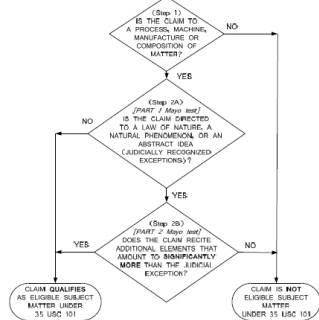 (Step 1)
IS THE CLAIM TO
A PROCESS, MACHINE,
MANUFACTURE OR
COMPOSITION OF
MATTER?
NO
YES
(Step 2A)
[PART 1 Mayo test]
IS THE CLAIM DIRECTED
TO A LAW OF NATURE, A
NATURAL PHENOMENON, OR AN
ABSTRACT IDEA
(JUDICIALLY RECOGNIZED
EXCEPTIONS)?
NO
YES
(Step 2B)
[PART 2 Mayo test]
DOES THE CLAIM RECITE
ADDITIONAL ELEMENTS THAT
AMOUNT TO SIGNIFICANTLY
MORE THAN THE JUDICIAL
EXCEPTION?
YES
NO
CLAIM QUALIFIES
AS ELIGIBLE SUBJECT
MATTER UNDER
35 USC 101
CLAIM IS NOT
ELIGIBLE SUBJECT
MATTER
UNDER 35 USC 101